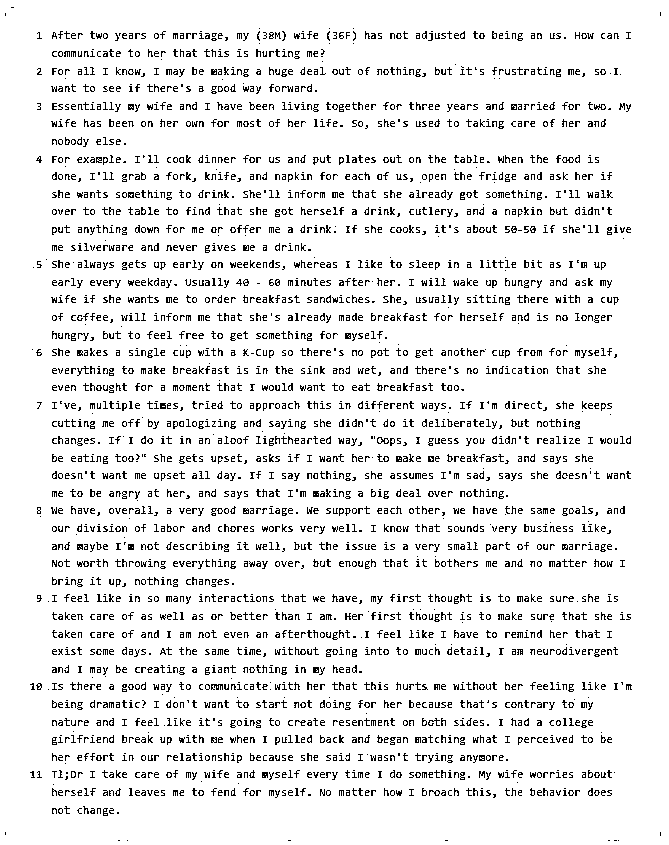 1 After two years of marriage, my (38M) wife (36F) has not adjusted to being an us. How can I
communicate to her that this is hurting me?
2 For all I know, I may be making a huge deal out of nothing, but it's frustrating me, so I
want to see if there's a good way forward.
3 Essentially my wife and I have been living together for three years and married for two. My
wife has been on her own for most of her life. So, she's used to taking care of her and
nobody else.
4 For example. I'll cook dinner for us and put plates out on the table. When the food is
done, I'll grab a fork, knife, and napkin for each of us, open the fridge and ask her if
she wants something to drink. She'll inform me that she already got something. I'll walk
over to the table to find that she got herself a drink, cutlery, and a napkin but didn't
put anything down for me or offer me a drink. If she cooks, it's about 50-50 if she'll give
me silverware and never gives me a drink.
5 She always gets up early on weekends, whereas I like to sleep in a little bit as I'm up
early every weekday. Usually 40 - 60 minutes after her. I will wake up hungry and ask my
wife if she wants me to order breakfast sandwiches. She, usually sitting there with a cup
of coffee, will inform me that she's already made breakfast for herself and is no longer
hungry, but to feel free to get something for myself.
6 She makes a single cup with a K-Cup so there's no pot to get another cup from for myself,
everything to make breakfast is in the sink and wet, and there's no indication that she
even thought for a moment that I would want to eat breakfast too.
7 I've, multiple times, tried to approach this in different ways. If I'm direct, she keeps
cutting me off by apologizing and saying she didn't do it deliberately, but nothing
changes. If I do it in an aloof lighthearted way, "Oops, I guess you didn't realize I would
be eating too?" She gets upset, asks if I want her to make me breakfast, and says she
doesn't want me upset all day. If I say nothing, she assumes I'm sad, says she doesn't want
me to be angry at her, and says that I'm making a big deal over nothing.
8 We have, overall, a very good marriage. We support each other, we have the same goals, and
our division of labor and chores works very well. I know that sounds very business like,
and maybe I'm not describing it well, but the issue is a very small part of our marriage.
Not worth throwing everything away over, but enough that it bothers me and no matter how I
bring it up, nothing changes.
9 I feel like in so many interactions that we have, my first thought is to make sure she is
taken care of as well as or better than I am. Her first thought is to make sure that she is
taken care of and I am not even an afterthought. I feel like I have to remind her that I
exist some days. At the same time, without going into to much detail, I am neurodivergent
and I may be creating a giant nothing in my head.
10 Is there a good way to communicate with her that this hurts me without her feeling like I'm
being dramatic? I don't want to start not doing for her because that's contrary to my
nature and I feel like it's going to create resentment on both sides. I had a college
girlfriend break up with me when I pulled back and began matching what I perceived to be
her effort in our relationship because she said I wasn't trying anymore.
11 Tl;Dr I take care of my wife and myself every time I do something. My wife worries about
herself and leaves me to fend for myself. No matter how I broach this, the behavior does
not change.